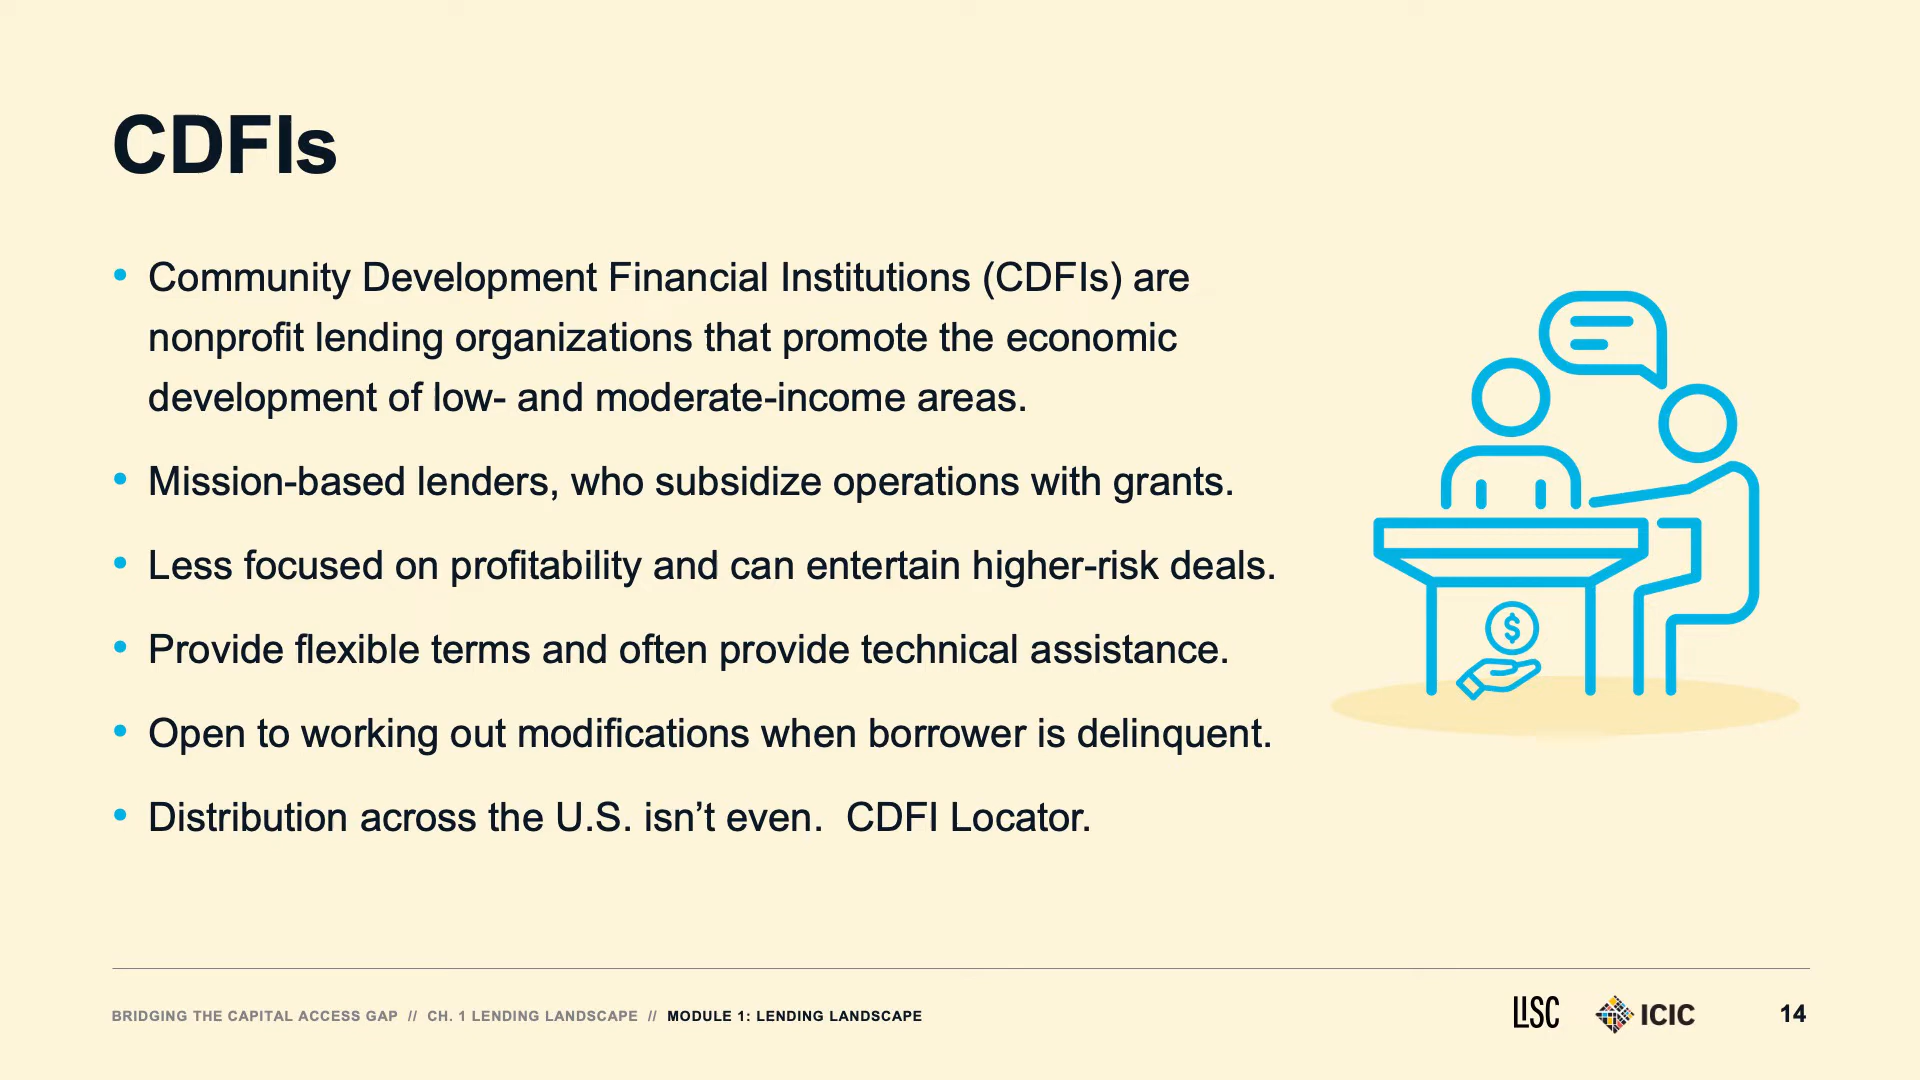 CDFIs
• Community Development Financial Institutions (CDFIs) are
nonprofit lending organizations that promote the economic
development of low- and moderate-income areas.
• Mission-based lenders, who subsidize operations with grants.
• Less focused on profitability and can entertain higher-risk deals.
• Provide flexible terms and often provide technical assistance.
• Open to working out modifications when borrower is delinquent.
• Distribution across the U.S. isn’t even.  CDFI Locator.
$
BRIDGING THE CAPITAL ACCESS GAP // CH. 1 LENDING LANDSCAPE // MODULE 1: LENDING LANDSCAPE
LISC
ICIC
14